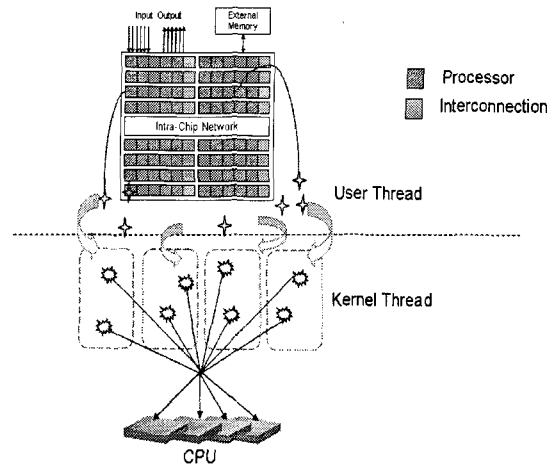 Input Output
External
Memory
Processor
Interconnection
Intra-Chip Network
User Thread
Kernel Thread
CPU